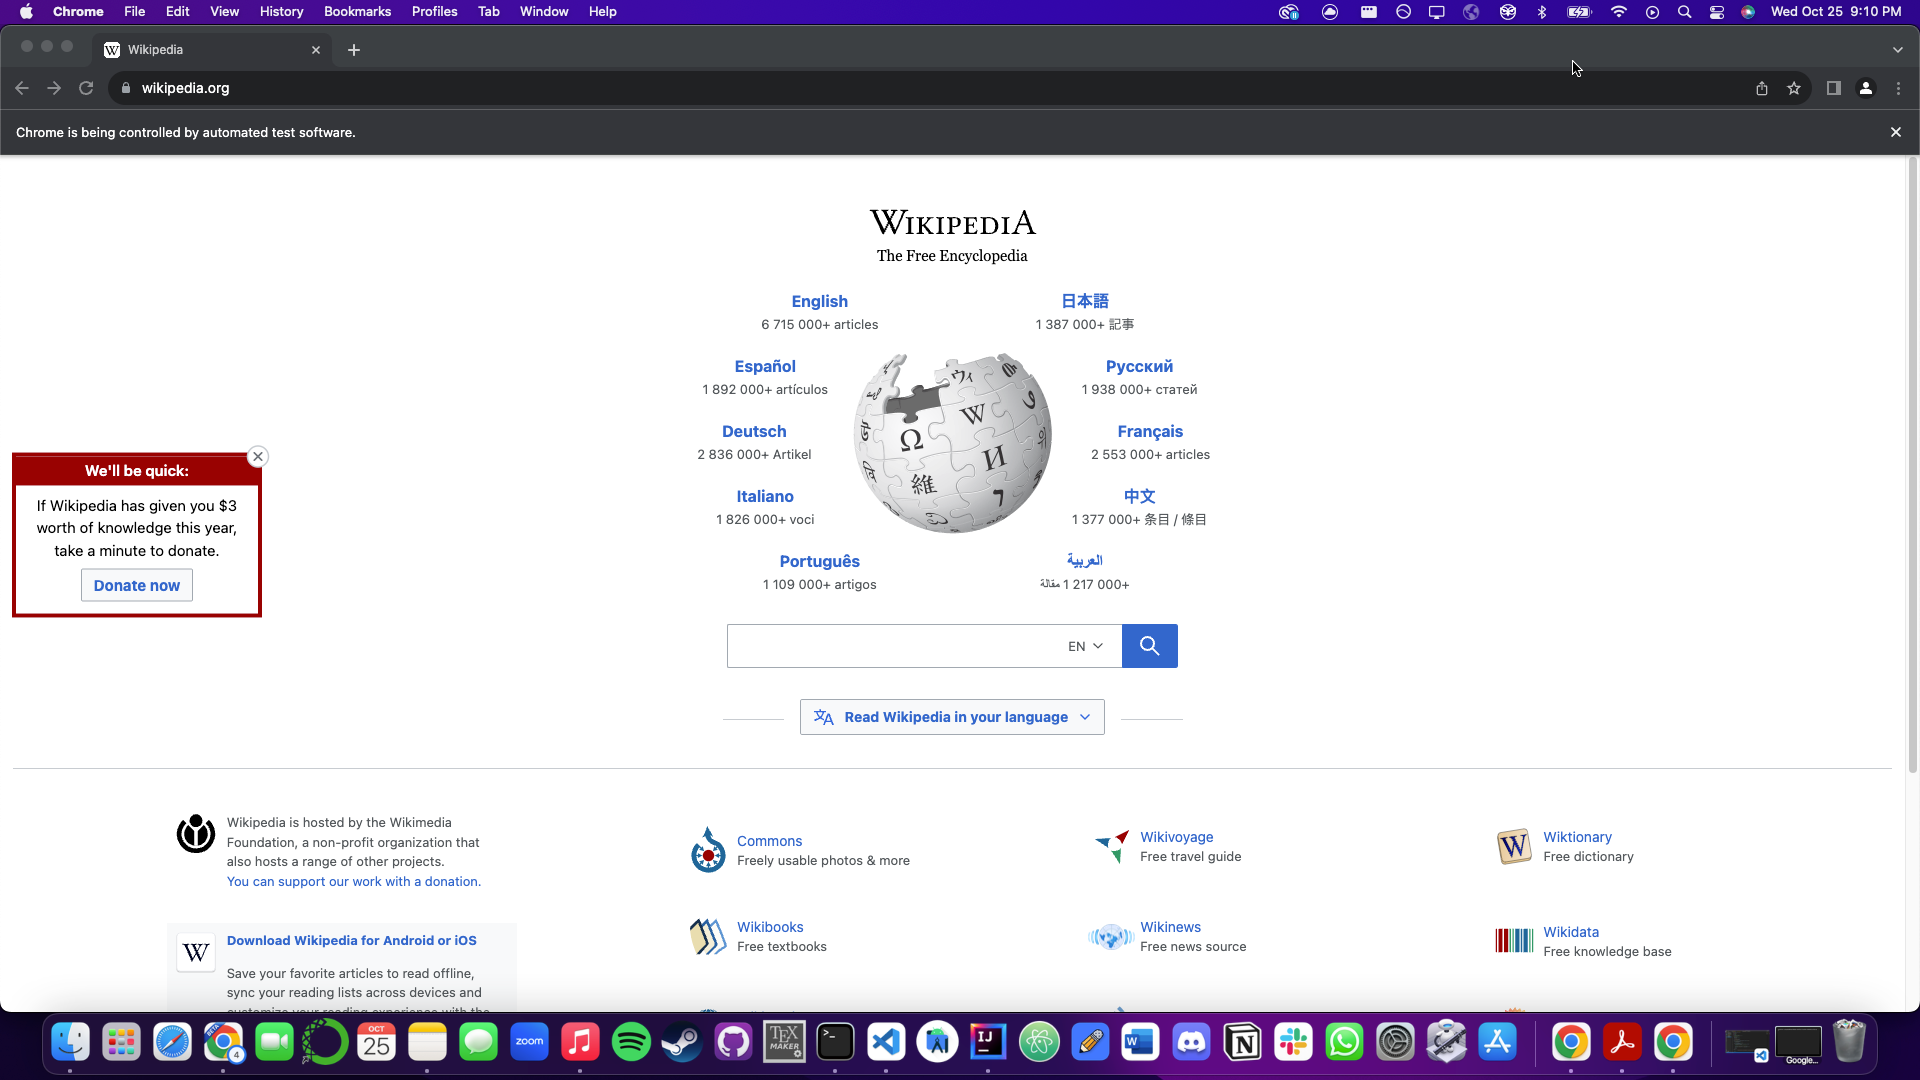 Chrome File Edit View History Bookmarks Profiles Tab Window Help Wed Oct 25 9:10 PM
Wikipedia
wikipedia.org
Chrome is being controlled by automated test software.
WIKIPEDIA
The Free Encyclopedia
English
6 715 000+ articles
日本語
1 387 000+ 記事
Español
1 892 000+ artículos
Русский
1 938 000+ статей
Deutsch
2 836 000+ Artikel
Français
2 553 000+ articles
Italiano
1 826 000+ voci
中文
1 377 000+ 条目 / 條目
Português
1 109 000+ artigos
العربية
1 217 000+ مقالة
We'll be quick:
If Wikipedia has given you $3
worth of knowledge this year,
take a minute to donate.
Donate now
EN
Read Wikipedia in your language
Wikipedia is hosted by the Wikimedia
Foundation, a non-profit organization that
also hosts a range of other projects.
You can support our work with a donation.
Download Wikipedia for Android or iOS
Save your favorite articles to read offline,
sync your reading lists across devices and
Commons
Freely usable photos & more
Wikivoyage
Free travel guide
Wiktionary
Free dictionary
Wikibooks
Free textbooks
Wikinews
Free news source
Wikidata
Free knowledge base
4
OCT
25
zoom
TEX
MAKER
IJ
Google...